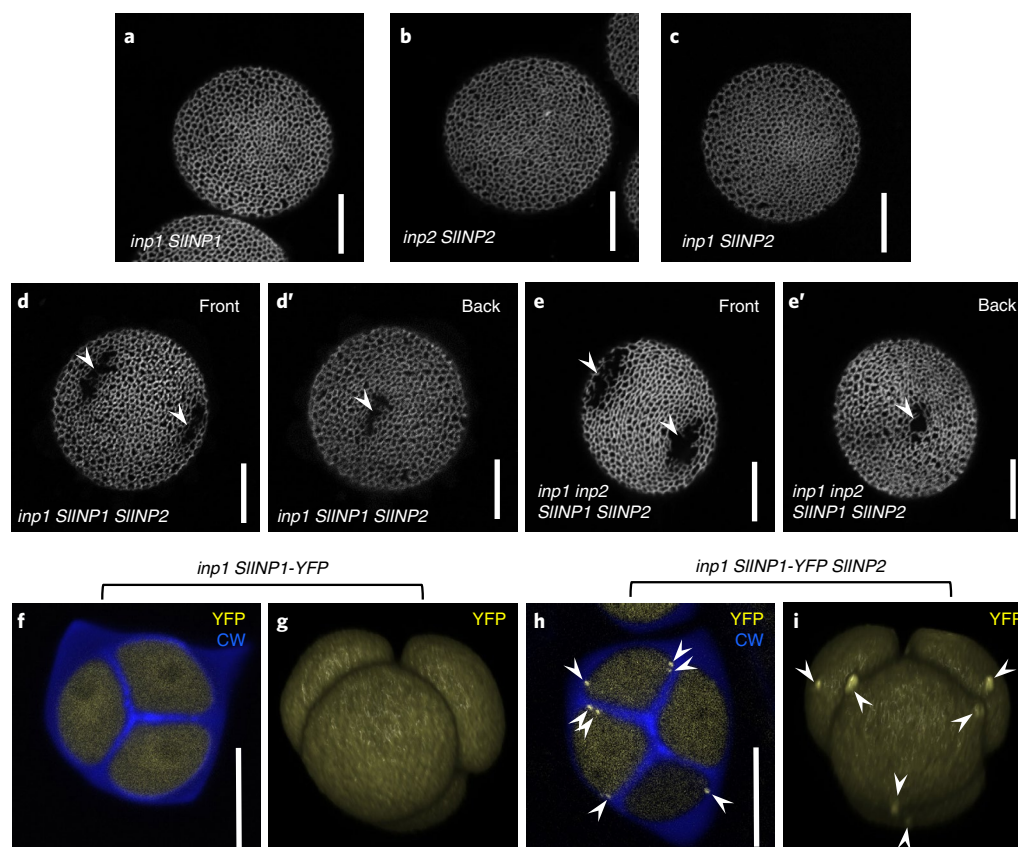 a
inp1 SlINP1
b
inp2 SlINP2
c
inp1 SlINP2
d
Front
inp1 SlINP1 SlINP2
d′
Back
inp1 SlINP1 SlINP2
e
Front
inp1 inp2
SlINP1 SlINP2
e′
Back
inp1 inp2
SlINP1 SlINP2
inp1 SlINP1-YFP
inp1 SlINP1-YFP SlINP2
f
YFP
CW
g
YFP
h
YFP
CW
i
YFP